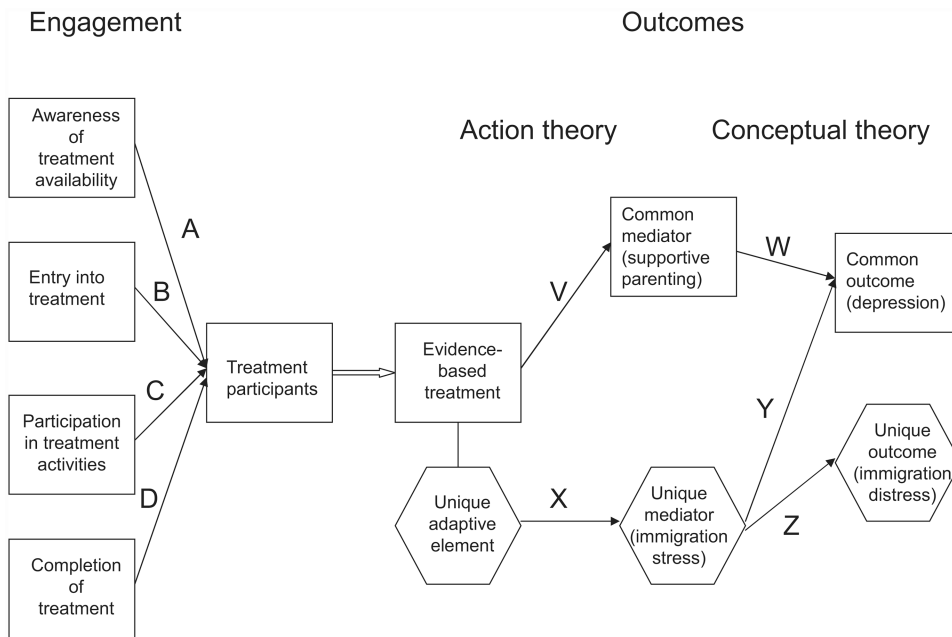 Engagement
Outcomes
Action theory
Conceptual theory
Awareness
of
treatment
availability
A
Entry into
treatment
B
Participation
in treatment
activities
C
Completion
of
treatment
D
Treatment
participants
Evidence-
based
treatment
Unique
adaptive
element
V
Common
mediator
(supportive
parenting)
W
Common
outcome
(depression)
X
Unique
mediator
(immigration
stress)
Y
Z
Unique
outcome
(immigration
distress)